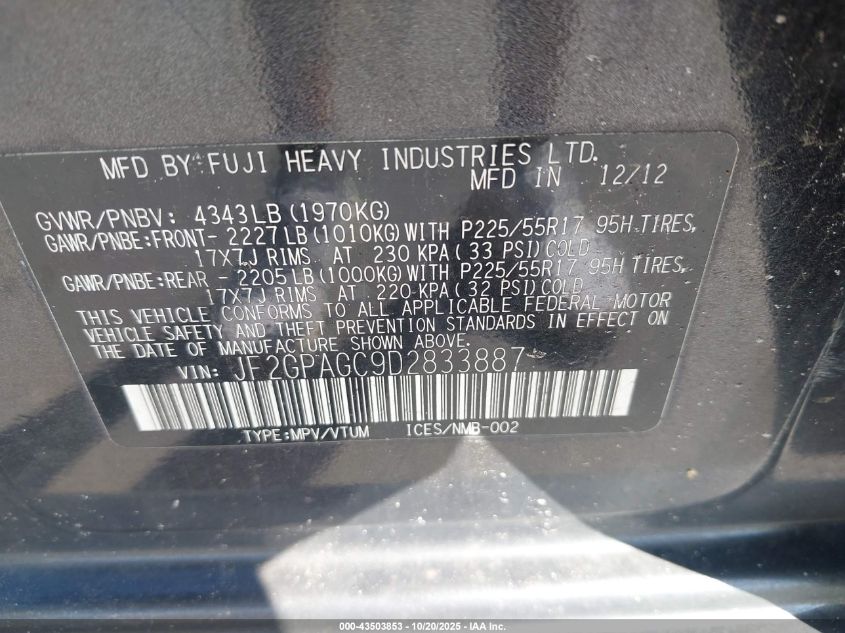 MFD BY:FUJI HEAVY INDUSTRIES LTD.
MFD IN 12/12
GVWR/PNBV: 4343LB (1970KG)
GAWR/PNBE:FRONT- 2227LB(1010KG)WITH P225/55R17 95H TIRES,
17X7J RIMS AT 230 KPA(33 PSI)COLD
GAWR/PNBE:REAR - 2205LB(1000KG)WITH P225/55R17 95H TIRES,
17X7J RIMS AT 220 KPA(32 PSI)COLD
THIS VEHICLE CONFORMS TO ALL APPLICABLE FEDERAL MOTOR
VEHICLE SAFETY AND THEFT PREVENTION STANDARDS IN EFFECT ON
THE DATE OF MANUFACTURE SHOWN ABOVE.
VIN: JF2GPAGC9D2833887
TYPE:MPV/VTUM ICES/NMB-002
000-43503853 - 10/20/2025 - IAA Inc.